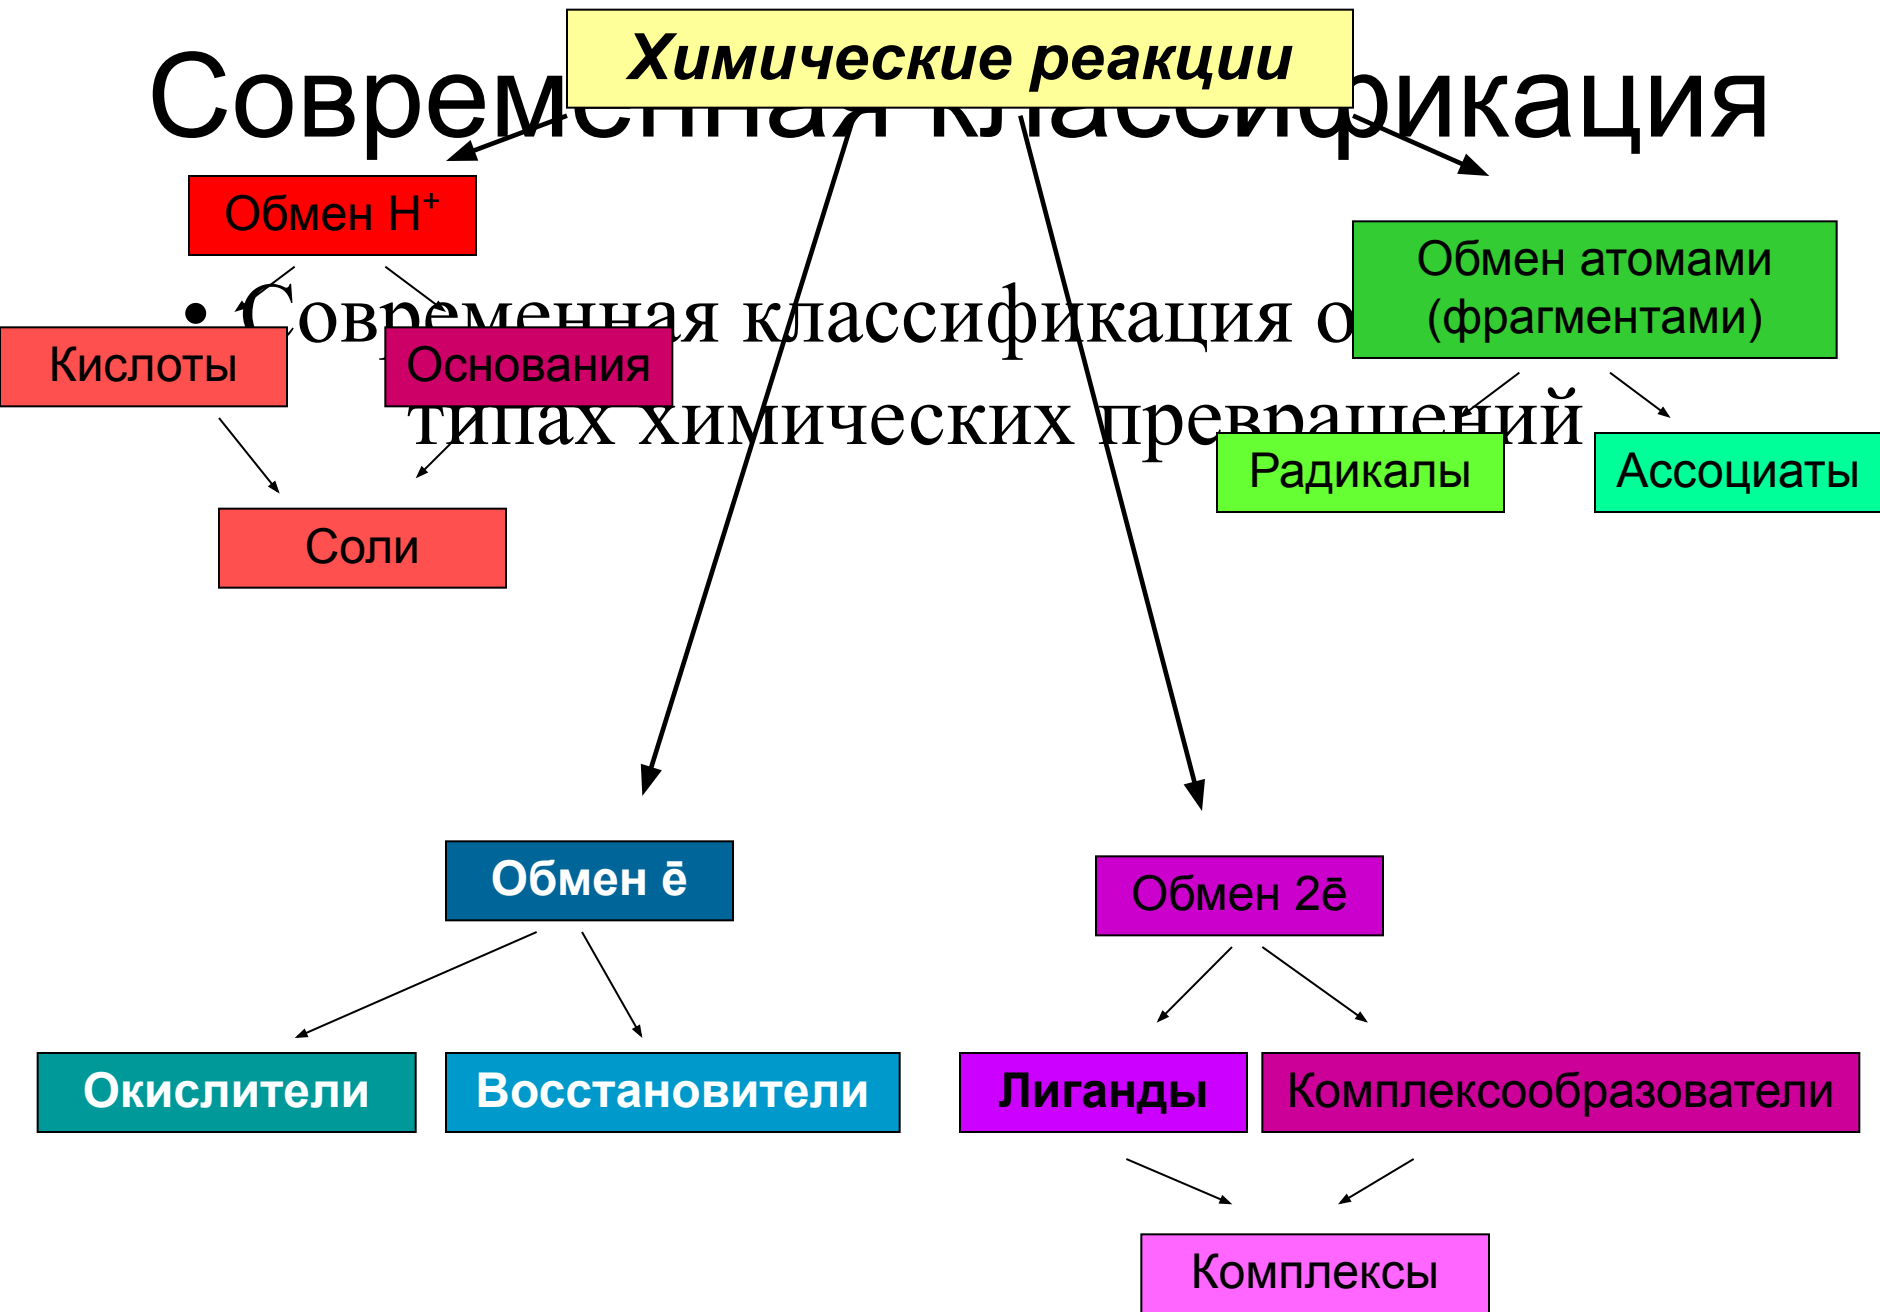 Химические реакции
Современная классификация
Обмен H⁺
Обмен атомами
(фрагментами)
• Современная классификация о
типах химических превращений
Кислоты
Основания
Радикалы
Ассоциаты
Соли
Обмен ē
Обмен 2ē
Окислители
Восстановители
Лиганды
Комплексообразователи
Комплексы